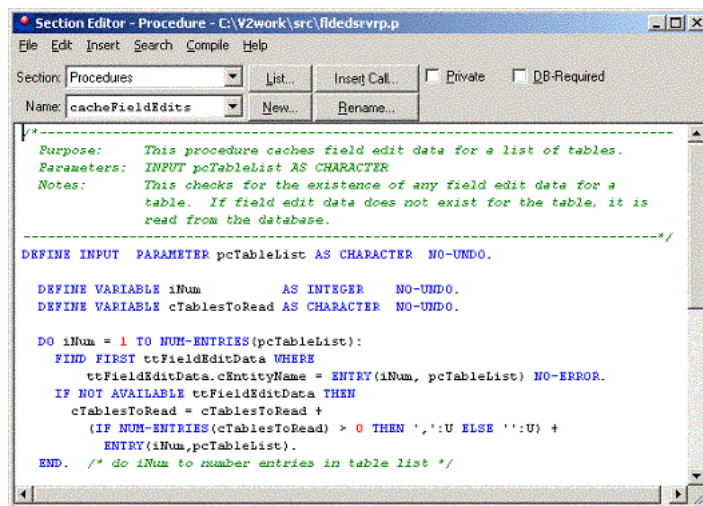 Section Editor - Procedure - C:\V2work\src\fldedsrvrp.p
File Edit Insert Search Compile Help
Section: Procedures List... Insert Call... Private DB-Required
Name: cacheFieldEdits New... Rename...
/*---------------------------------------------------------------------------
Purpose: This procedure caches field edit data for a list of tables.
Parameters: INPUT pcTableList AS CHARACTER
Notes: This checks for the existence of any field edit data for a
table. If field edit data does not exist for the table, it is
read from the database.
---------------------------------------------------------------------------*/
DEFINE INPUT PARAMETER pcTableList AS CHARACTER NO-UNDO.
DEFINE VARIABLE iNum AS INTEGER NO-UNDO.
DEFINE VARIABLE cTablesToRead AS CHARACTER NO-UNDO.
DO iNum = 1 TO NUM-ENTRIES(pcTableList):
FIND FIRST ttFieldEditData WHERE
ttFieldEditData.cEntityName = ENTRY(iNum, pcTableList) NO-ERROR.
IF NOT AVAILABLE ttFieldEditData THEN
cTablesToRead = cTablesToRead +
(IF NUM-ENTRIES(cTablesToRead) > 0 THEN ',':U ELSE '':U) +
ENTRY(iNum,pcTableList).
END. /* do iNum to number entries in table list */